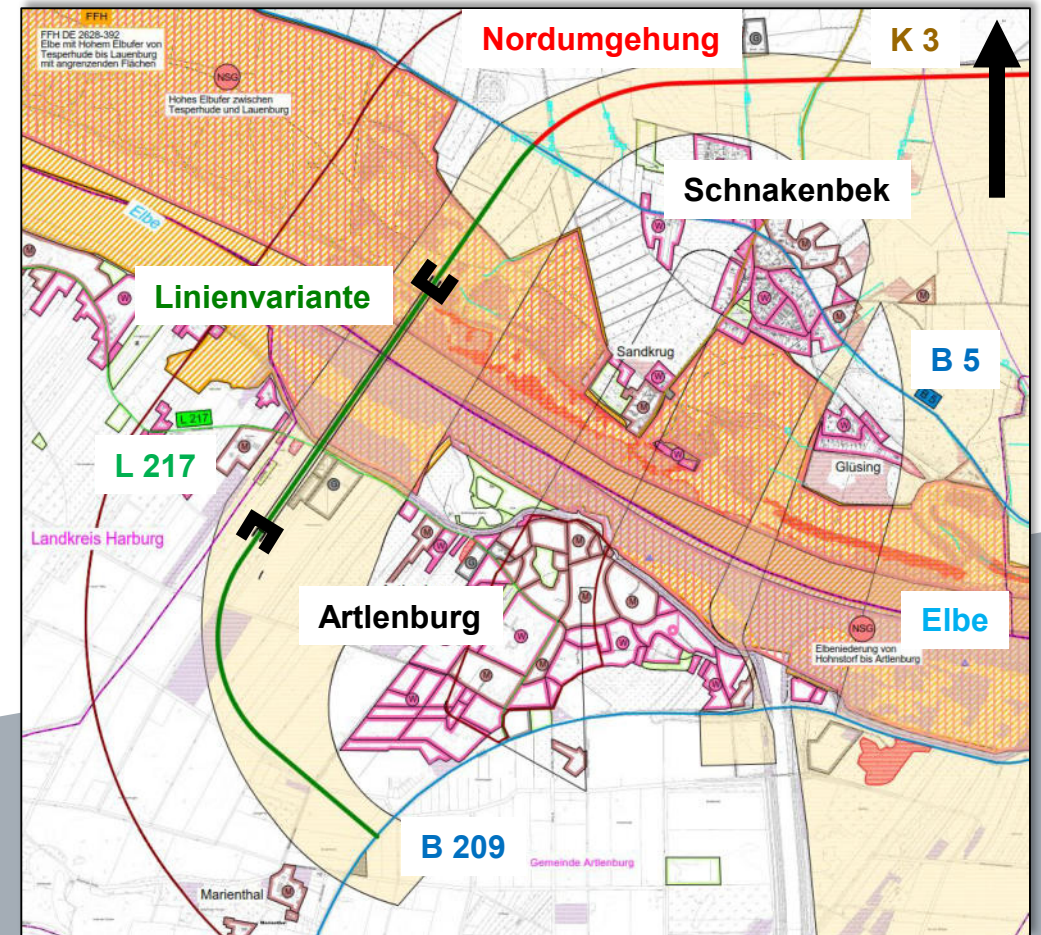 FFH
FFH DE 2628-392
Elbe mit Hohem Elbufer von
Tesperhude bis Lauenburg
mit angrenzenden Flächen
NSG
Hohes Elbufer zwischen
Tesperhude und Lauenburg
Nordumgehung
G
K 3
Elbe
Schnakenbek
W
M
M
W
Linienvariante
W
M
Sandkrug
W
M
B 5
B 5
L 217
M
W
W
Glüsing
L 217
G
Landkreis Harburg
M
W
G
M
M
Artlenburg
W
M
W
M
W
W
NSG
Elbeniederung von
Hohnstorf bis Artlenburg
Elbe
B 209
Gemeinde Artlenburg
Marienthal
M